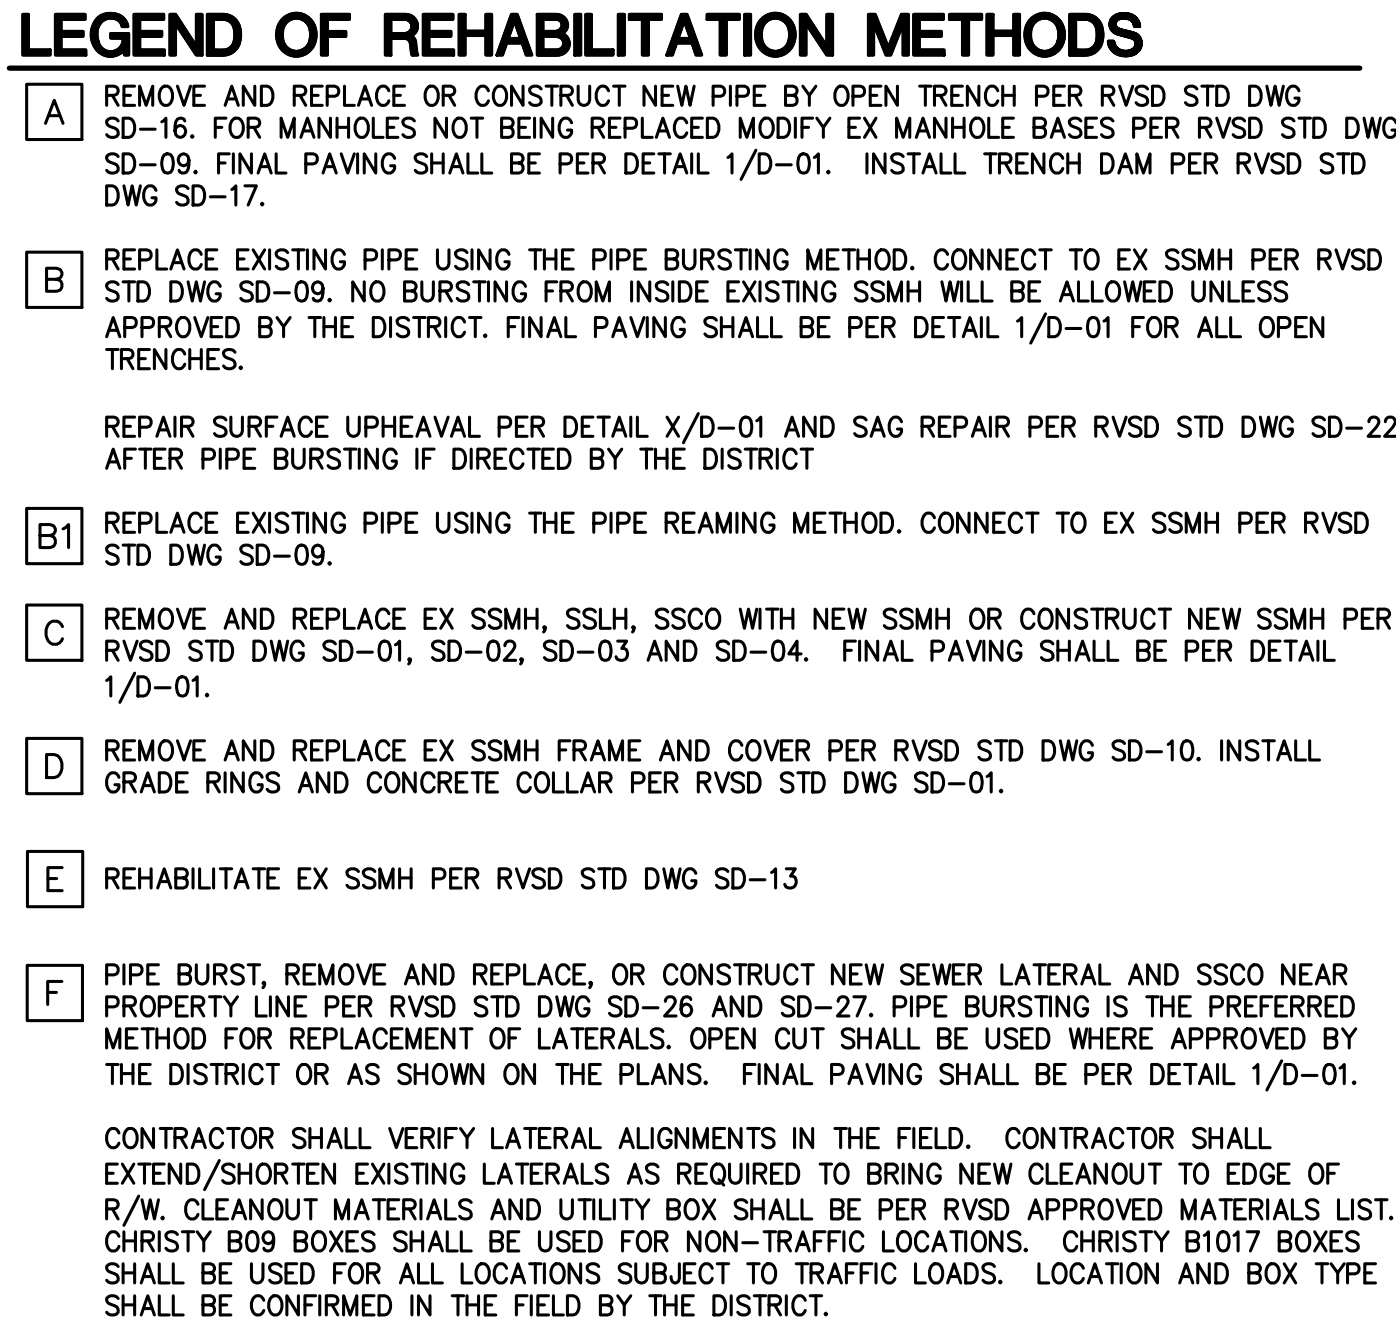 LEGEND OF REHABILITATION METHODS
A REMOVE AND REPLACE OR CONSTRUCT NEW PIPE BY OPEN TRENCH PER RVSD STD DWG
SD-16. FOR MANHOLES NOT BEING REPLACED MODIFY EX MANHOLE BASES PER RVSD STD DWG
SD-09. FINAL PAVING SHALL BE PER DETAIL 1/D-01. INSTALL TRENCH DAM PER RVSD STD
DWG SD-17.
B REPLACE EXISTING PIPE USING THE PIPE BURSTING METHOD. CONNECT TO EX SSMH PER RVSD
STD DWG SD-09. NO BURSTING FROM INSIDE EXISTING SSMH WILL BE ALLOWED UNLESS
APPROVED BY THE DISTRICT. FINAL PAVING SHALL BE PER DETAIL 1/D-01 FOR ALL OPEN
TRENCHES.
REPAIR SURFACE UPHEAVAL PER DETAIL X/D-01 AND SAG REPAIR PER RVSD STD DWG SD-22
AFTER PIPE BURSTING IF DIRECTED BY THE DISTRICT
B1 REPLACE EXISTING PIPE USING THE PIPE REAMING METHOD. CONNECT TO EX SSMH PER RVSD
STD DWG SD-09.
C REMOVE AND REPLACE EX SSMH, SSLH, SSCO WITH NEW SSMH OR CONSTRUCT NEW SSMH PER
RVSD STD DWG SD-01, SD-02, SD-03 AND SD-04. FINAL PAVING SHALL BE PER DETAIL
1/D-01.
D REMOVE AND REPLACE EX SSMH FRAME AND COVER PER RVSD STD DWG SD-10. INSTALL
GRADE RINGS AND CONCRETE COLLAR PER RVSD STD DWG SD-01.
E REHABILITATE EX SSMH PER RVSD STD DWG SD-13
F PIPE BURST, REMOVE AND REPLACE, OR CONSTRUCT NEW SEWER LATERAL AND SSCO NEAR
PROPERTY LINE PER RVSD STD DWG SD-26 AND SD-27. PIPE BURSTING IS THE PREFERRED
METHOD FOR REPLACEMENT OF LATERALS. OPEN CUT SHALL BE USED WHERE APPROVED BY
THE DISTRICT OR AS SHOWN ON THE PLANS. FINAL PAVING SHALL BE PER DETAIL 1/D-01.
CONTRACTOR SHALL VERIFY LATERAL ALIGNMENTS IN THE FIELD. CONTRACTOR SHALL
EXTEND/SHORTEN EXISTING LATERALS AS REQUIRED TO BRING NEW CLEANOUT TO EDGE OF
R/W. CLEANOUT MATERIALS AND UTILITY BOX SHALL BE PER RVSD APPROVED MATERIALS LIST.
CHRISTY B09 BOXES SHALL BE USED FOR NON-TRAFFIC LOCATIONS. CHRISTY B1017 BOXES
SHALL BE USED FOR ALL LOCATIONS SUBJECT TO TRAFFIC LOADS. LOCATION AND BOX TYPE
SHALL BE CONFIRMED IN THE FIELD BY THE DISTRICT.